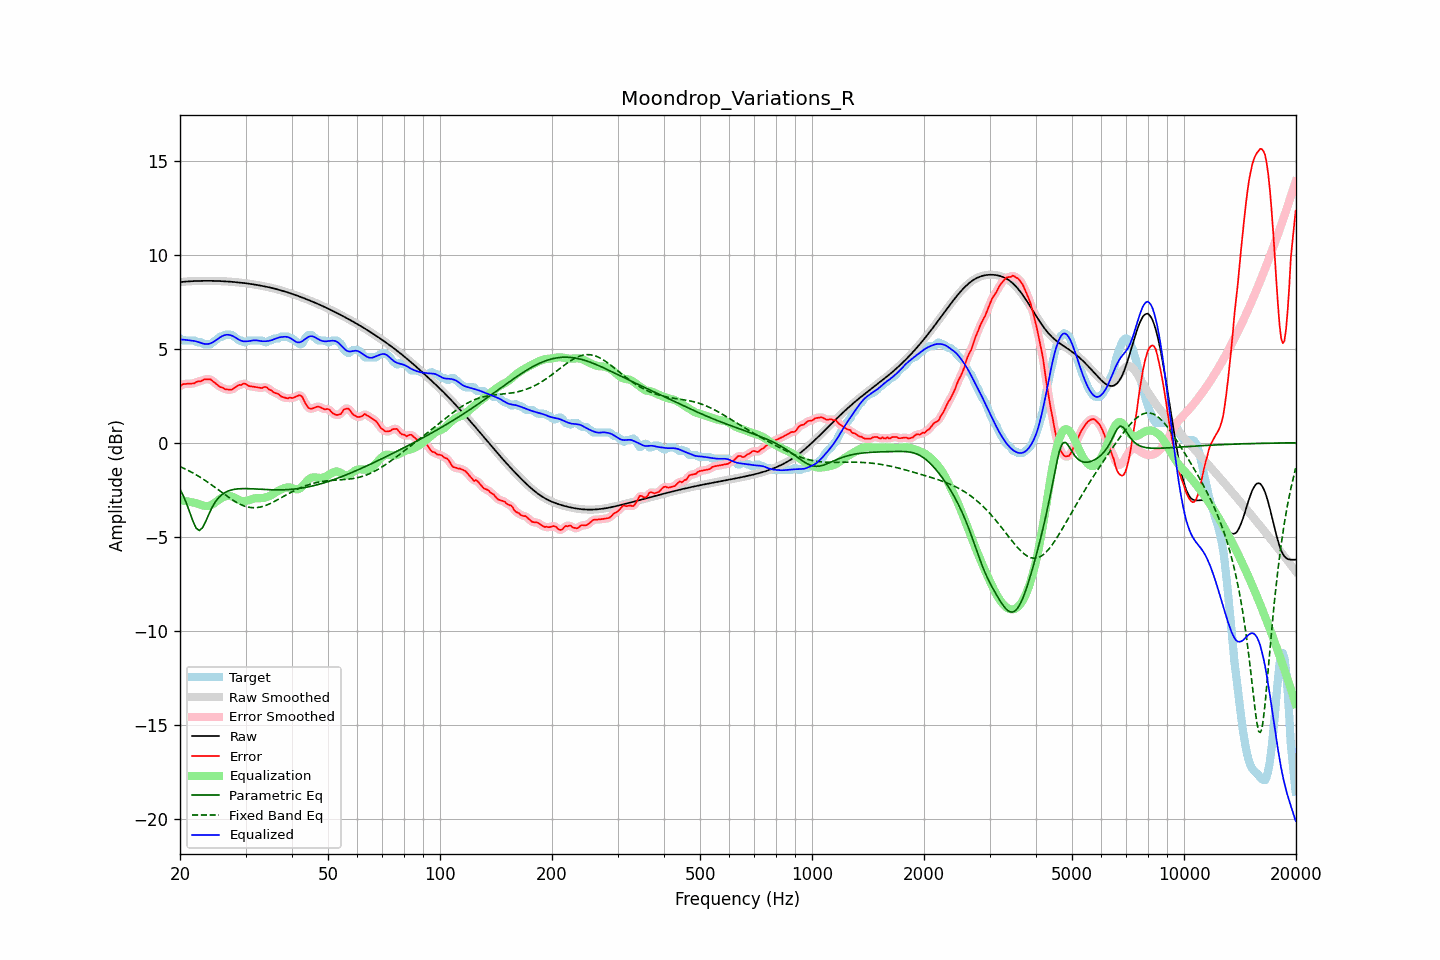 Moondrop_Variations_R
Amplitude (dBr)
15
10
5
0
−5
−10
−15
−20
Target
Raw Smoothed
Error Smoothed
Raw
Error
Equalization
Parametric Eq
Fixed Band Eq
Equalized
20 50 100 200 500 1000 2000 5000 10000 20000
Frequency (Hz)